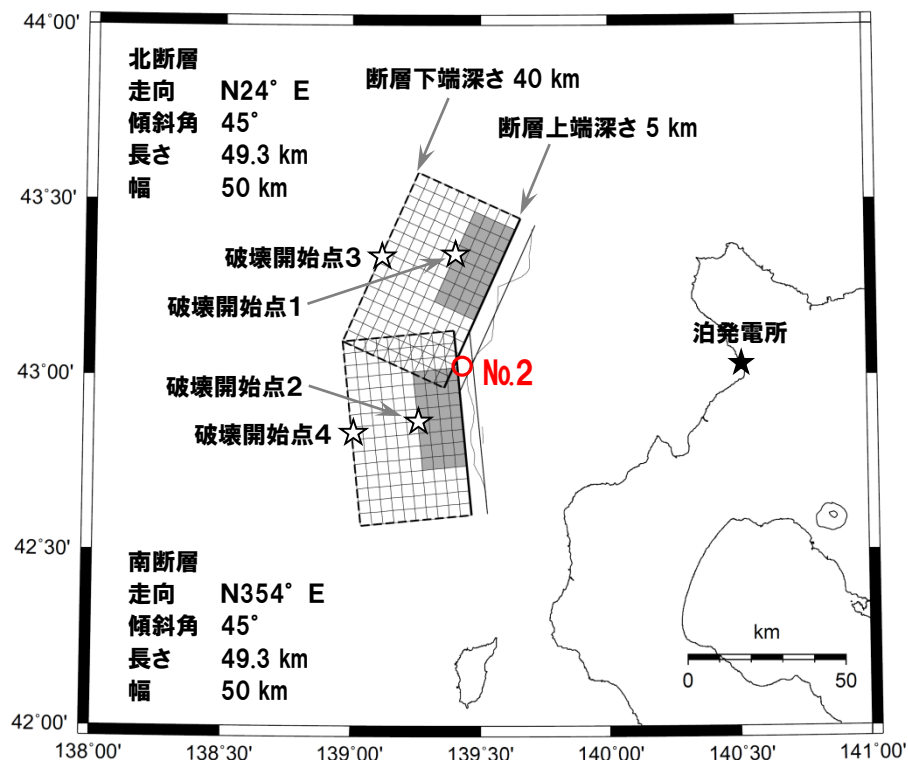 44°00'
北断層
走向 N24° E
傾斜角 45°
長さ 49.3 km
幅 50 km
断層下端深さ 40 km
断層上端深さ 5 km
43°30'
破壊開始点3
破壊開始点1
泊発電所
43°00'
No.2
破壊開始点2
破壊開始点4
42°30'
南断層
走向 N354° E
傾斜角 45°
長さ 49.3 km
幅 50 km
km
0 50
42°00'
138°00' 138°30' 139°00' 139°30' 140°00' 140°30' 141°00'